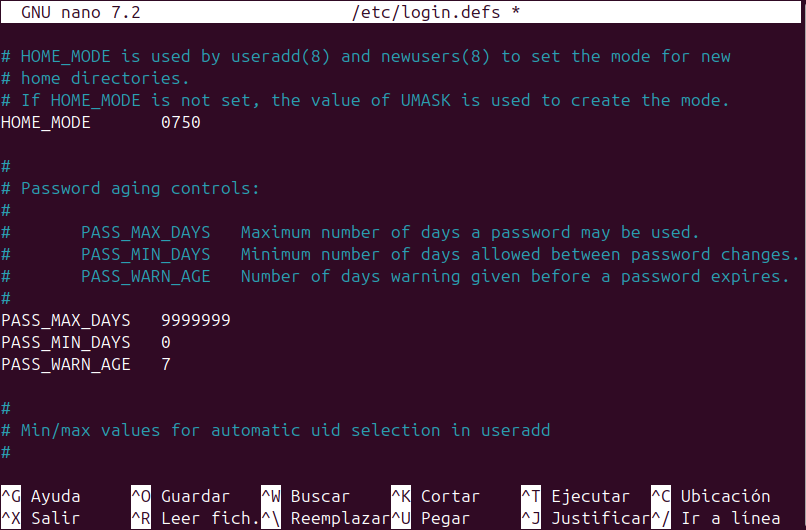 GNU nano 7.2 /etc/login.defs *
# HOME_MODE is used by useradd(8) and newusers(8) to set the mode for new
# home directories.
# If HOME_MODE is not set, the value of UMASK is used to create the mode.
HOME_MODE 0750
#
# Password aging controls:
#
# PASS_MAX_DAYS Maximum number of days a password may be used.
# PASS_MIN_DAYS Minimum number of days allowed between password changes.
# PASS_WARN_AGE Number of days warning given before a password expires.
#
PASS_MAX_DAYS 9999999
PASS_MIN_DAYS 0
PASS_WARN_AGE 7
#
# Min/max values for automatic uid selection in useradd
#
^G Ayuda ^O Guardar ^W Buscar ^K Cortar ^T Ejecutar ^C Ubicación
^X Salir ^R Leer fich. ^\ Reemplazar ^U Pegar ^J Justificar ^/ Ir a línea